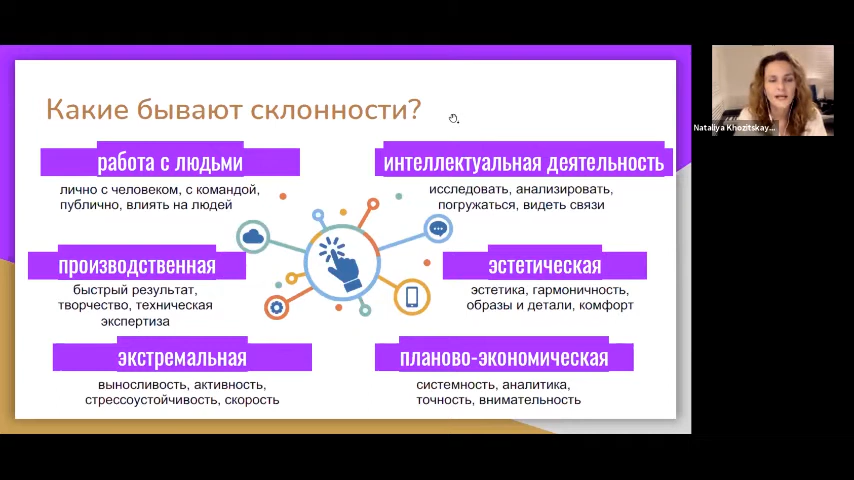 Какие бывают склонности?
работа с людьми
лично с человеком, с командой,
публично, влиять на людей
интеллектуальная деятельность
исследовать, анализировать,
погружаться, видеть связи
производственная
быстрый результат,
творчество, техническая
экспертиза
эстетическая
эстетика, гармоничность,
образы и детали, комфорт
экстремальная
выносливость, активность,
стрессоустойчивость, скорость
планово-экономическая
системность, аналитика,
точность, внимательность
Nataliya Khozitskay...